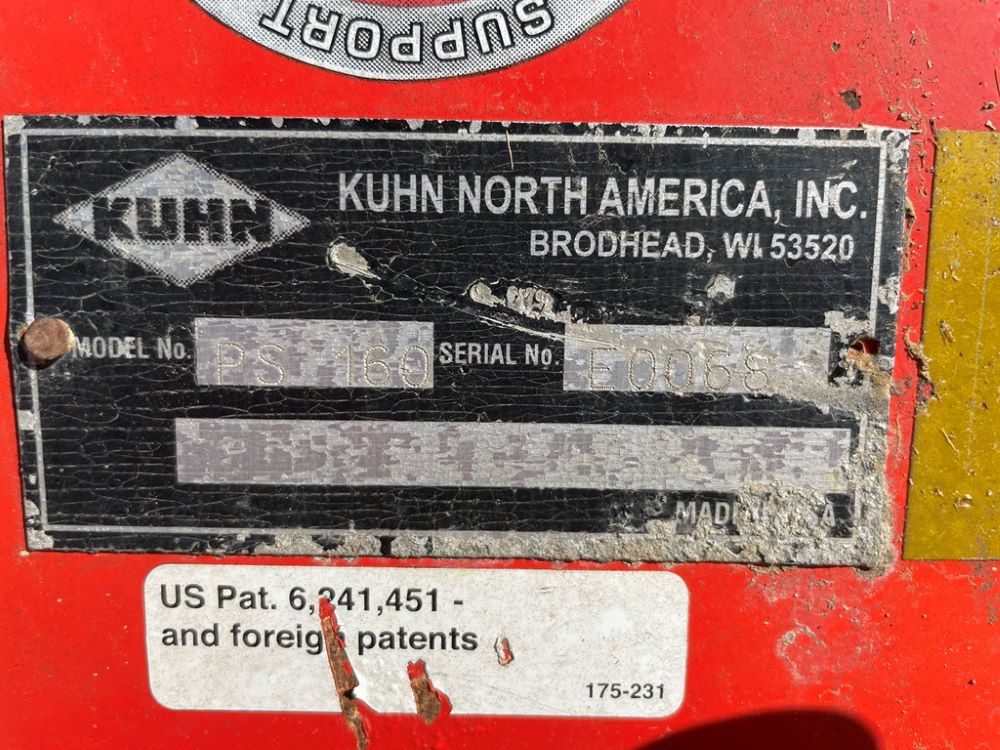 SUPPORT
KUHN
KUHN NORTH AMERICA, INC.
BRODHEAD, WI 53520
MODEL No. PS 160 SERIAL No. E0068
US Pat. 6,241,451 -
and foreign patents
175-231